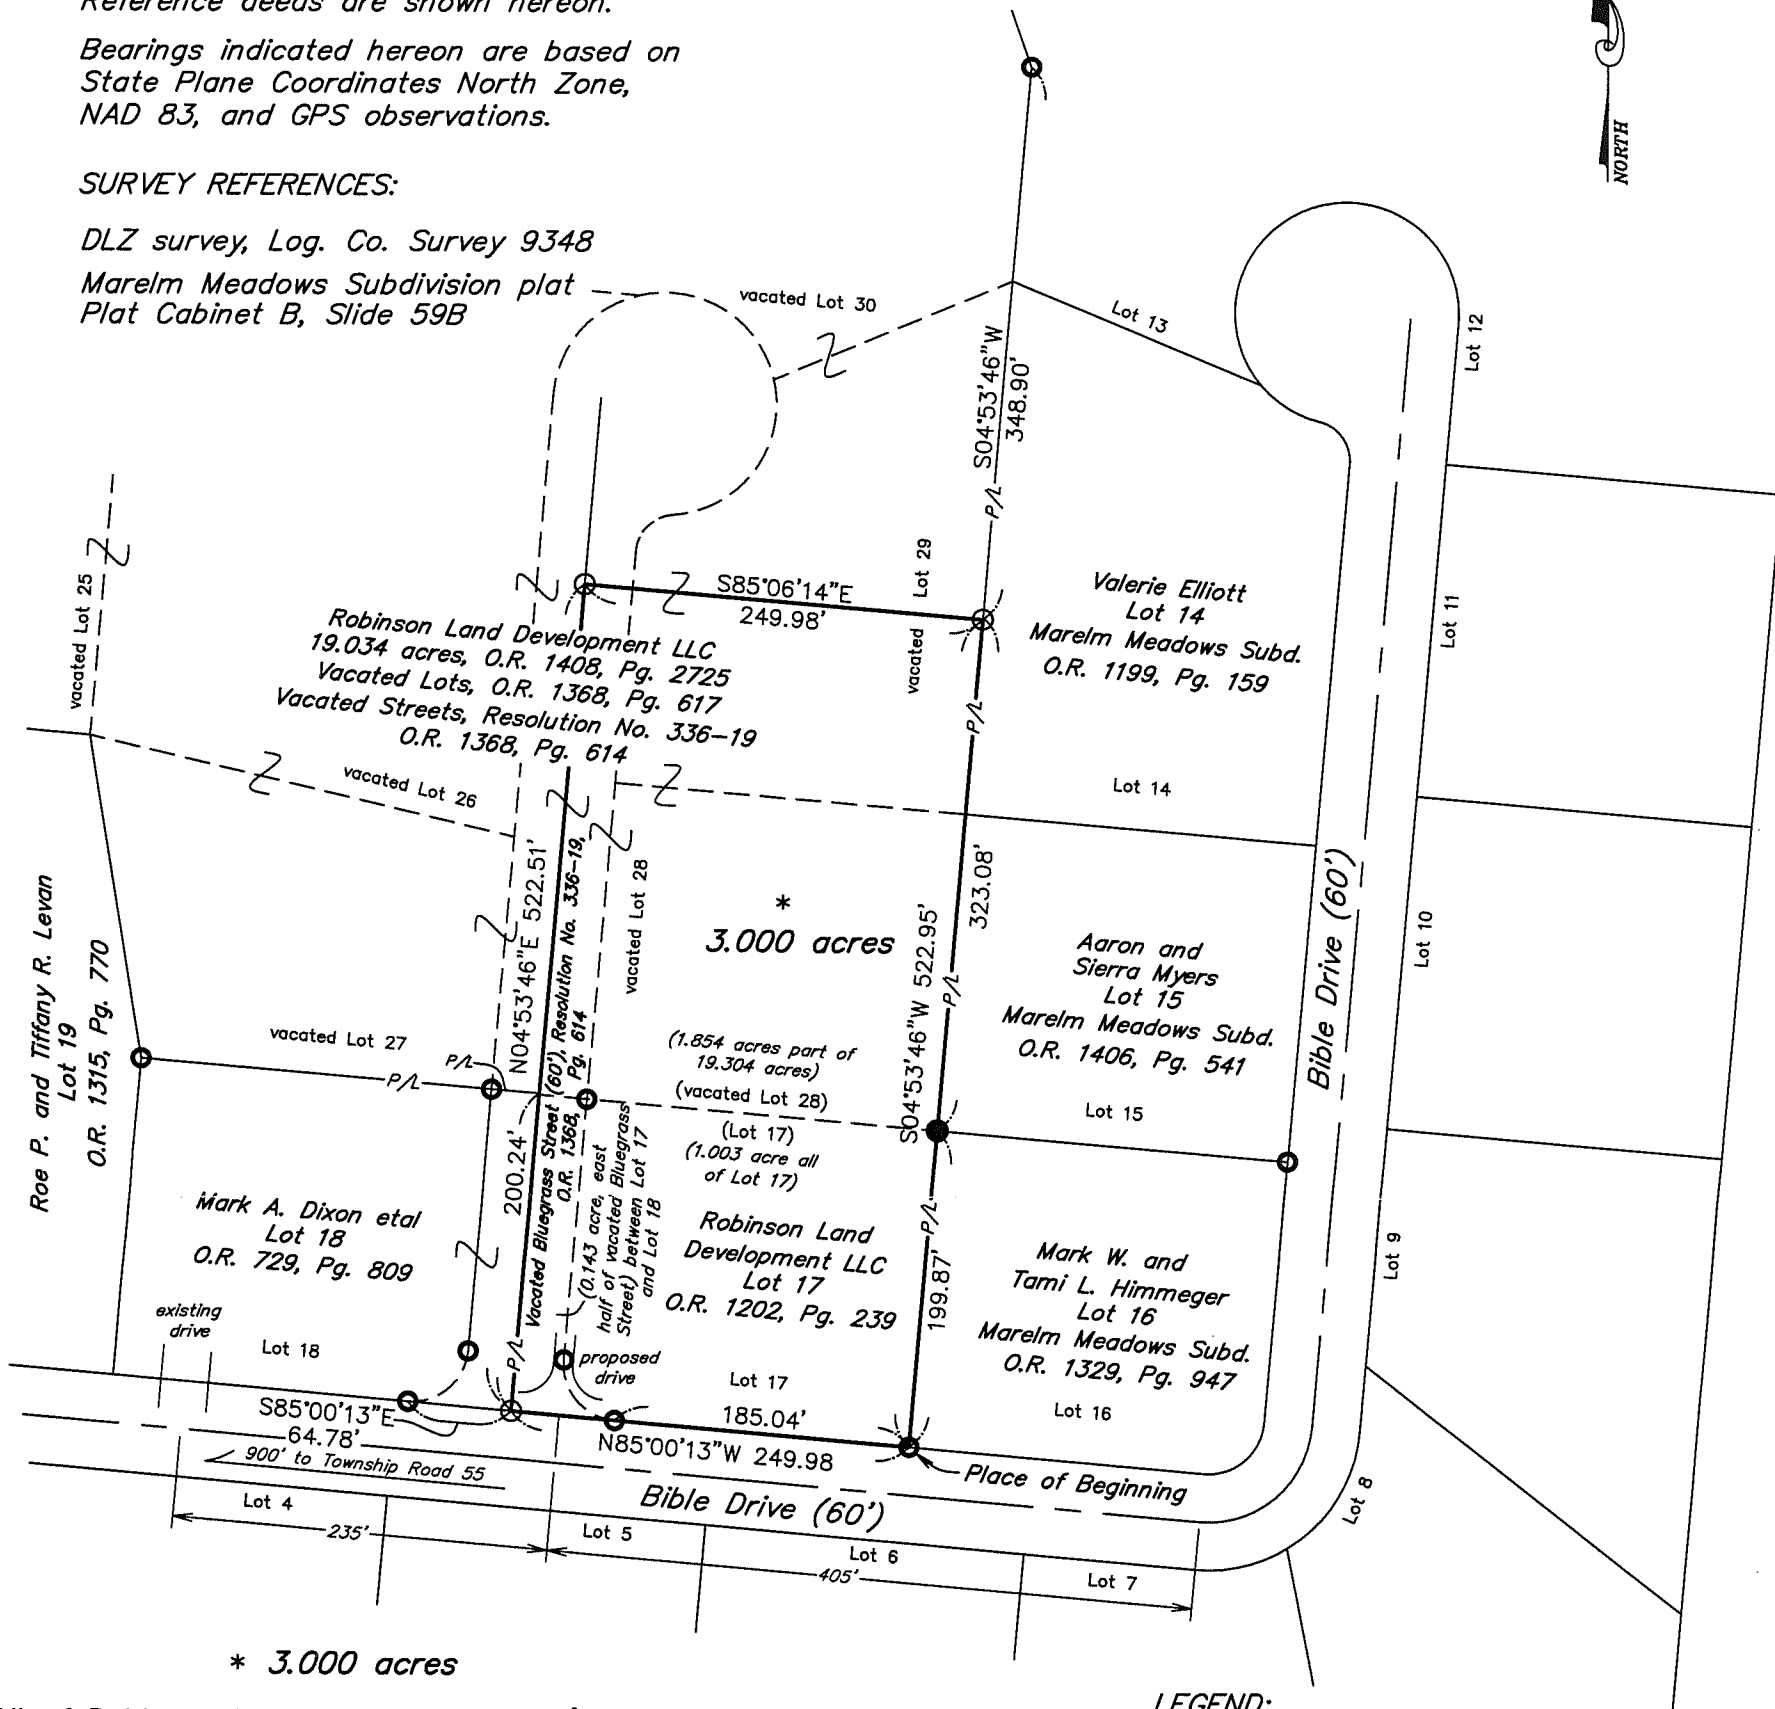 Reference deeds are shown hereon.
Bearings indicated hereon are based on
State Plane Coordinates North Zone,
NAD 83, and GPS observations.
SURVEY REFERENCES:
DLZ survey, Log. Co. Survey 9348
Marelm Meadows Subdivision plat
Plat Cabinet B, Slide 59B
NORTH
vacated Lot 30
Lot 13
Lot 12
S04°53'46"W
348.90'
P/L
vacated Lot 25
S85°06'14"E
249.98'
vacated Lot 29
Valerie Elliott
Lot 14
Marelm Meadows Subd.
O.R. 1199, Pg. 159
Lot 11
Robinson Land Development LLC
19.034 acres, O.R. 1408, Pg. 2725
Vacated Lots, O.R. 1368, Pg. 617
Vacated Streets, Resolution No. 336-19
O.R. 1368, Pg. 614
P/L
vacated Lot 26
Lot 14
N04°53'46"E 522.51'
Vacated Bluegrass Street (60'), Resolution No. 336-19,
O.R. 1368, Pg. 614
vacated Lot 28
*
3.000 acres
323.08'
S04°53'46"W 522.95'
P/L
Aaron and
Sierra Myers
Lot 15
Marelm Meadows Subd.
O.R. 1406, Pg. 541
Bible Drive (60')
Lot 10
Roe P. and Tiffany R. Levan
Lot 19
O.R. 1315, Pg. 770
vacated Lot 27
P/L
P/L
(1.854 acres part of
19.304 acres)
(vacated Lot 28)
(Lot 17)
(1.003 acre all
of Lot 17)
Lot 15
200.24'
(0.143 acre, east
half of vacated Bluegrass
Street) between Lot 17
and Lot 18
Mark A. Dixon etal
Lot 18
O.R. 729, Pg. 809
Robinson Land
Development LLC
Lot 17
O.R. 1202, Pg. 239
P/L
199.87'
Mark W. and
Tami L. Himmeger
Lot 16
Marelm Meadows Subd.
O.R. 1329, Pg. 947
Lot 9
existing
drive
Lot 18
P/L
proposed
drive
Lot 17
185.04'
Lot 16
S85°00'13"E
64.78'
N85°00'13"W 249.98
900' to Township Road 55
Place of Beginning
Bible Drive (60')
Lot 8
Lot 4
235'
Lot 5
Lot 6
405'
Lot 7
* 3.000 acres
LEGEND: